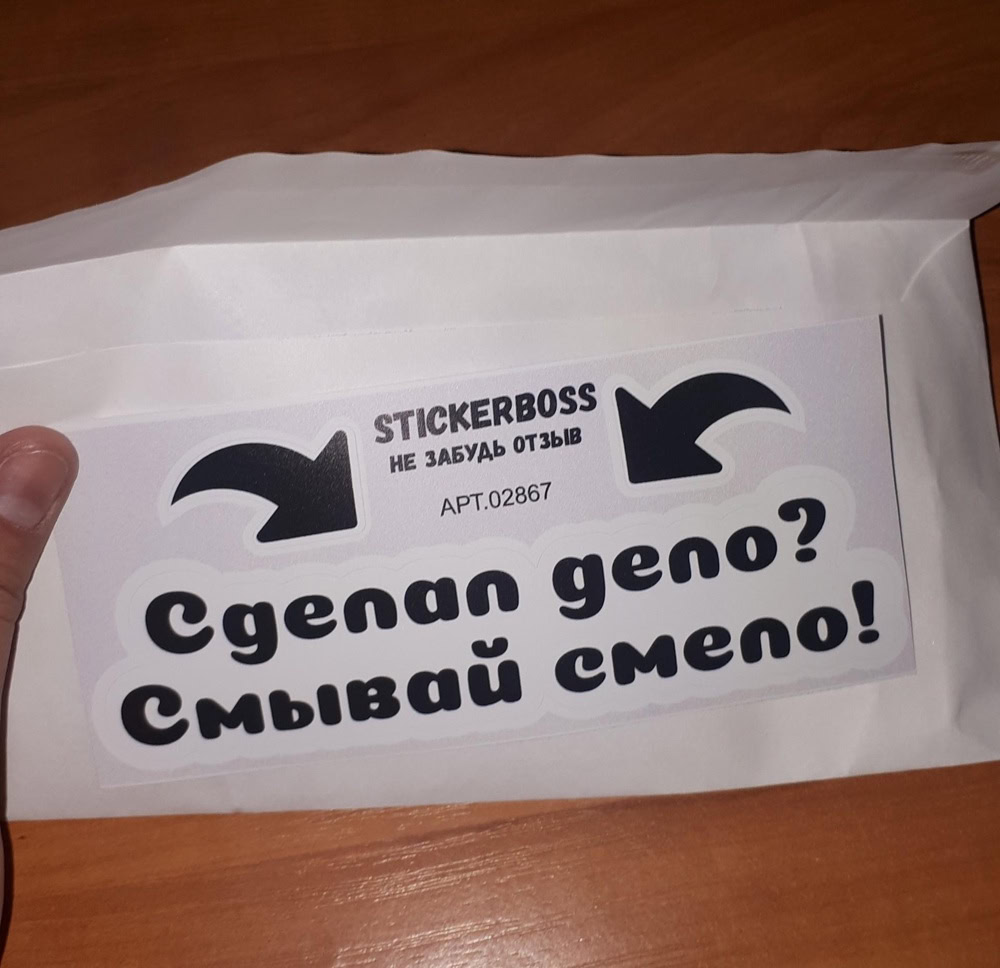 STICKERBOSS
НЕ ЗАБУДЬ ОТЗЫВ
АРТ.02867
Сделал дело?
Смывай смело!